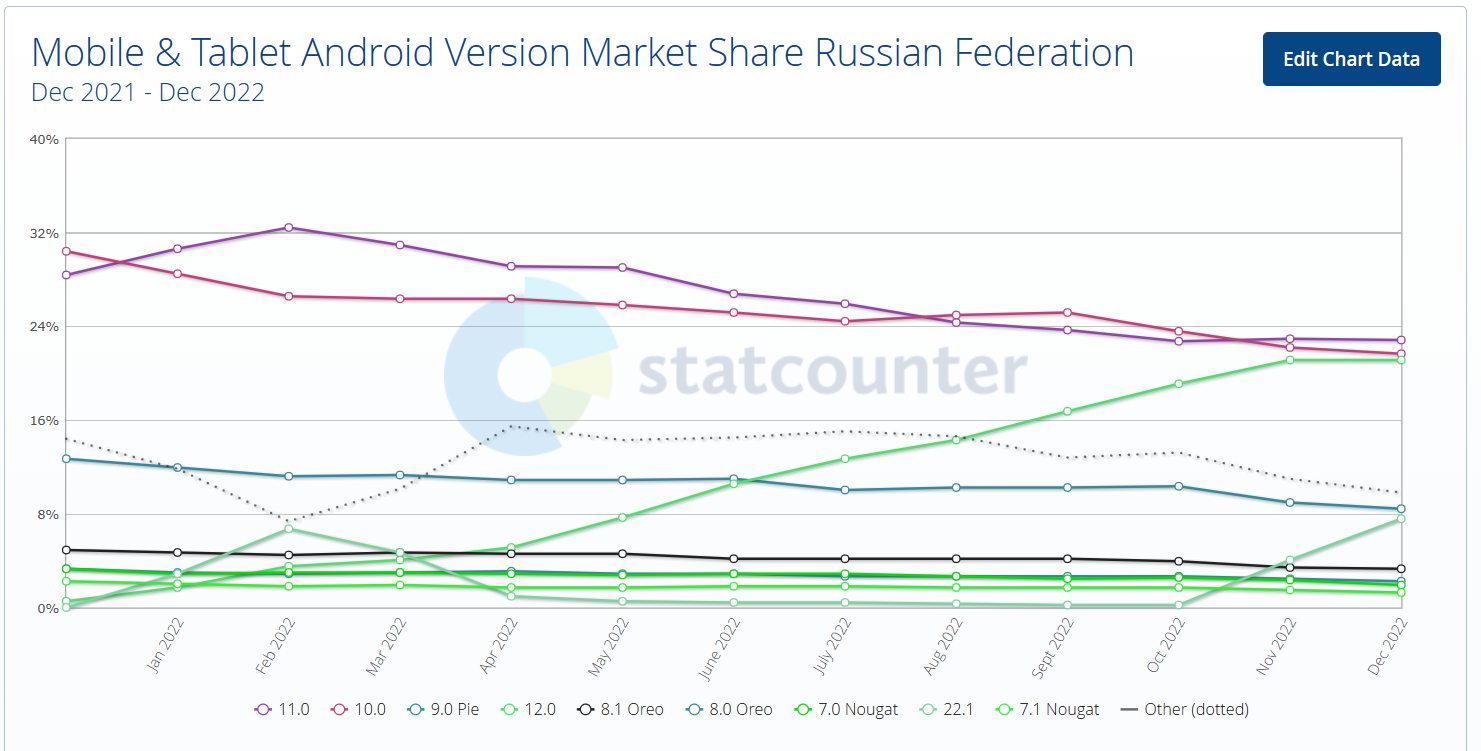 Mobile & Tablet Android Version Market Share Russian Federation
Edit Chart Data
Dec 2021 - Dec 2022
40%
32%
24%
statcounter
16%
8%
0%
Jan 2022
Feb 2022
Mar 2022
Apr 2022
May 2022
June 2022
July 2022
Aug 2022
Sept 2022
Oct 2022
Nov 2022
Dec 2022
11.0 10.0 9.0 Pie 12.0 8.1 Oreo 8.0 Oreo 7.0 Nougat 22.1 7.1 Nougat Other (dotted)